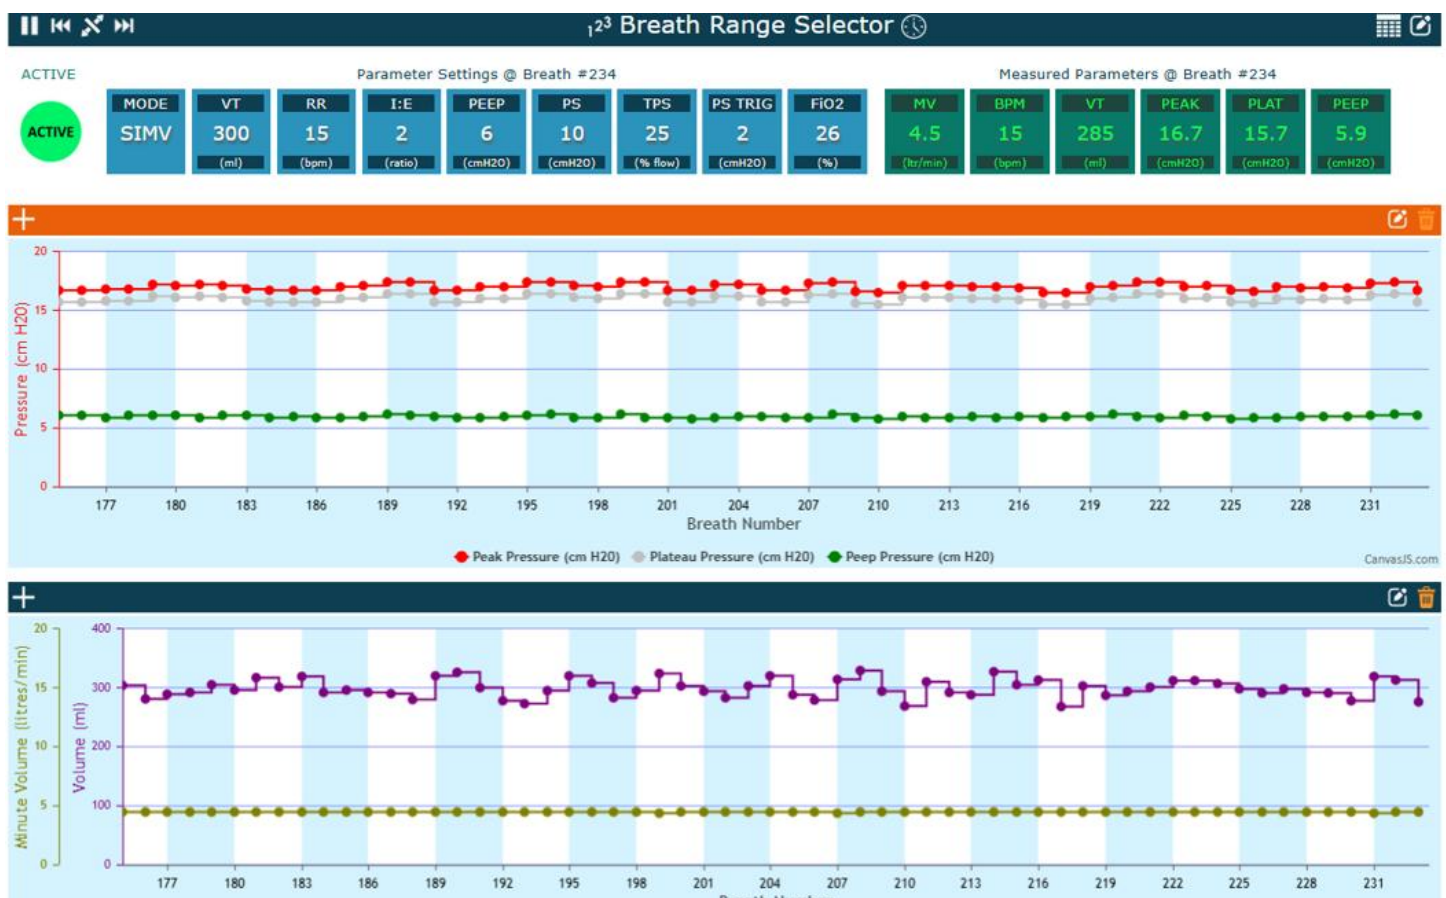 ₁2³ Breath Range Selector
ACTIVE Parameter Settings @ Breath #234 Measured Parameters @ Breath #234
ACTIVE
MODE VT RR I:E PEEP PS TPS PS TRIG FiO2 MV BPM VT PEAK PLAT PEEP
SIMV 300 15 2 6 10 25 2 26 4.5 15 285 16.7 15.7 5.9
(ml) (bpm) (ratio) (cmH2O) (cmH2O) (% flow) (cmH2O) (%) (ltr/min) (bpm) (ml) (cmH2O) (cmH2O) (cmH2O)
Pressure (cm H2O)
20
15
10
5
0
177 180 183 186 189 192 195 198 201 204 207 210 213 216 219 222 225 228 231
Breath Number
Peak Pressure (cm H2O) Plateau Pressure (cm H2O) Peep Pressure (cm H2O)
CanvasJS.com
Minute Volume (litres/min)
Volume (ml)
20 400
15 300
10 200
5 100
0 0
177 180 183 186 189 192 195 198 201 204 207 210 213 216 219 222 225 228 231